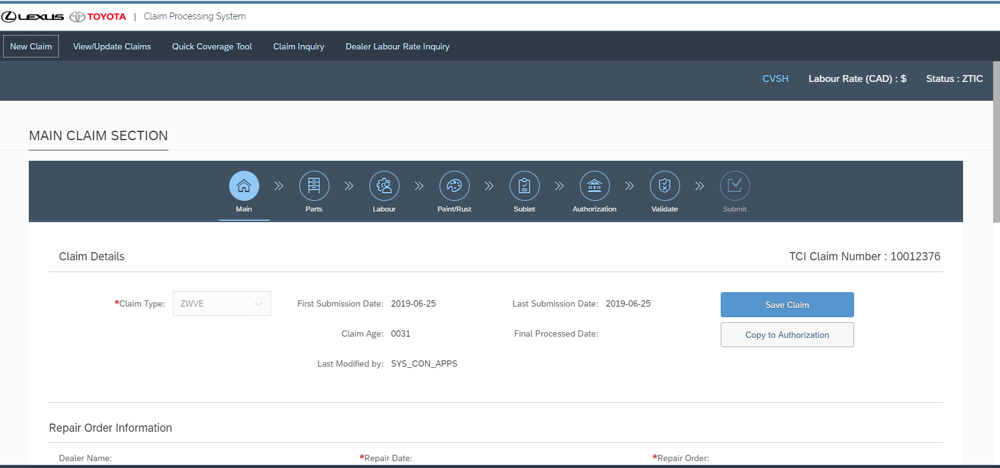 LEXUS TOYOTA | Claim Processing System
New Claim View/Update Claims Quick Coverage Tool Claim Inquiry Dealer Labour Rate Inquiry
CVSH Labour Rate (CAD) : $ Status : ZTIC
MAIN CLAIM SECTION
Main Parts Labour Paint/Rust Sublet Authorization Validate Submit
Claim Details TCI Claim Number : 10012376
*Claim Type: ZWVE First Submission Date: 2019-06-25 Last Submission Date: 2019-06-25 Save Claim
Claim Age: 0031 Final Processed Date: Copy to Authorization
Last Modified by: SYS_CON_APPS
Repair Order Information
Dealer Name: *Repair Date: *Repair Order: